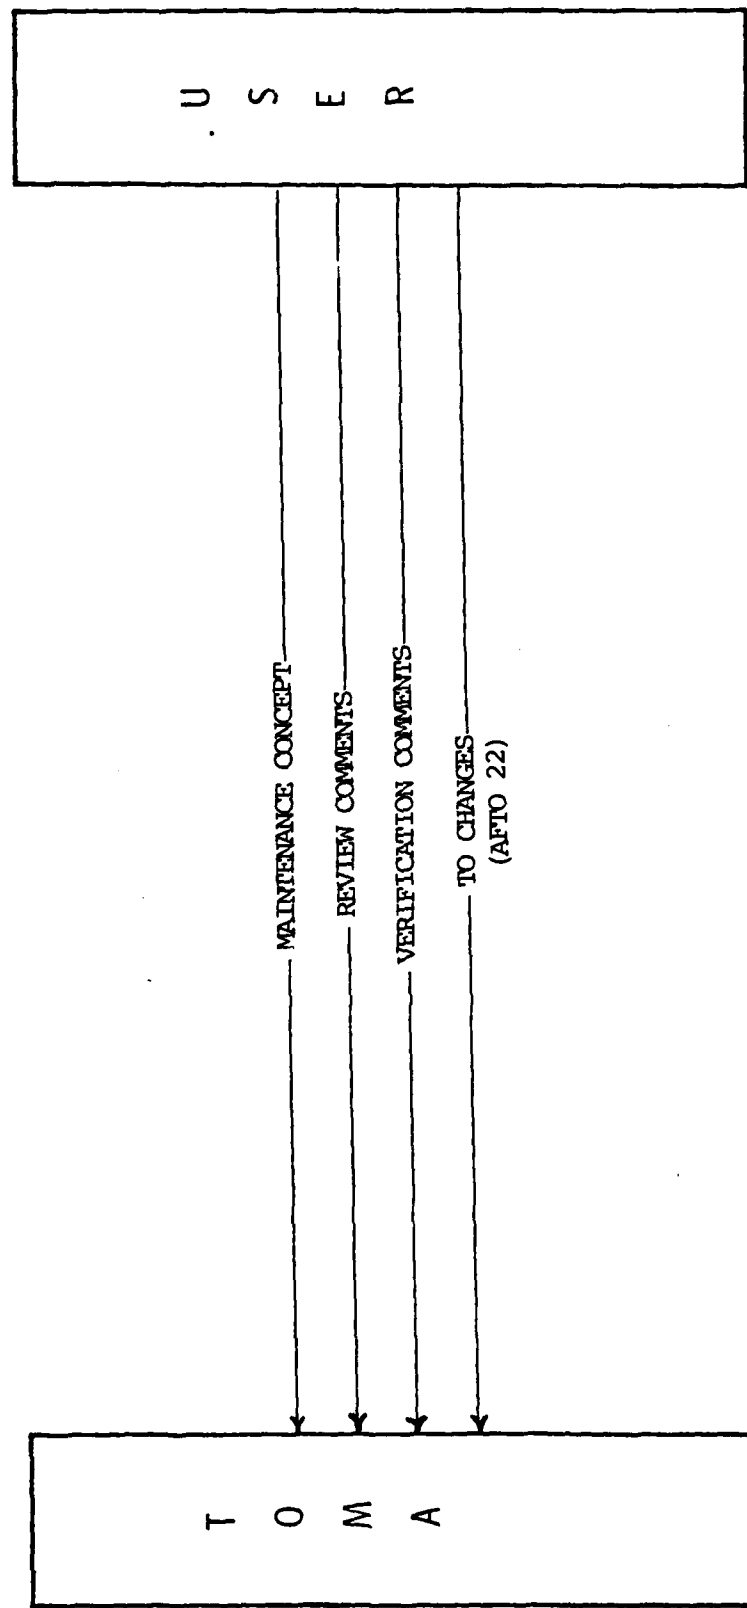 TOMA
MAINTENANCE CONCEPT
REVIEW COMMENTS
VERIFICATION COMMENTS
TO CHANGES
(AFTO 22)
USER